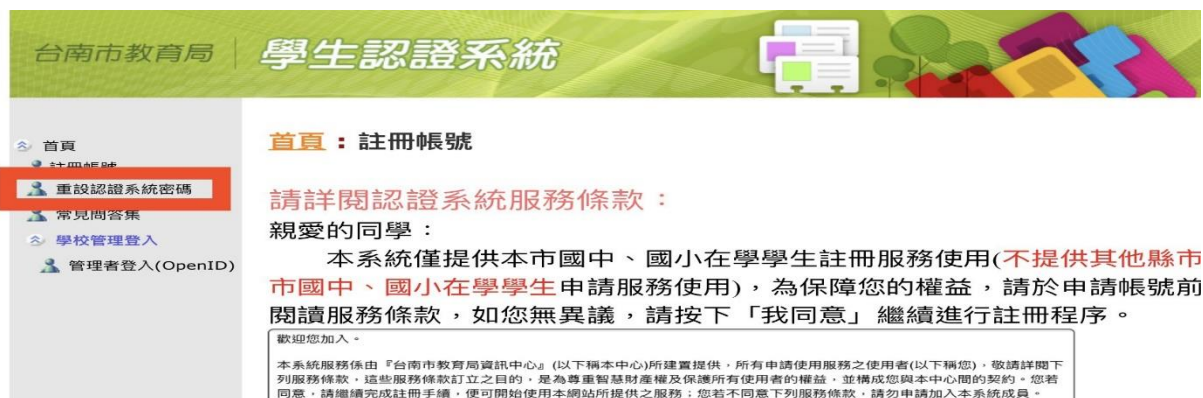 台南市教育局
學生認證系統
首頁
註冊帳號
重設認證系統密碼
常見問答集
學校管理登入
管理者登入(OpenID)
首頁：註冊帳號
請詳閱認證系統服務條款：
親愛的同學：
本系統僅提供本市國中、國小在學學生註冊服務使用(不提供其他縣市
市國中、國小在學學生申請服務使用)，為保障您的權益，請於申請帳號前
閱讀服務條款，如您無異議，請按下「我同意」繼續進行註冊程序。
歡迎您加入。
本系統服務係由『台南市教育局資訊中心』(以下稱本中心)所建置提供，所有申請使用服務之使用者(以下稱您)，敬請詳閱下
列服務條款，這些服務條款訂立之目的，是為尊重智慧財產權及保護所有使用者的權益，並構成您與本中心間的契約。您若
同意，請繼續完成註冊手續，便可開始使用本網站所提供之服務；您若不同意下列服務條款，請勿申請加入本系統成員。